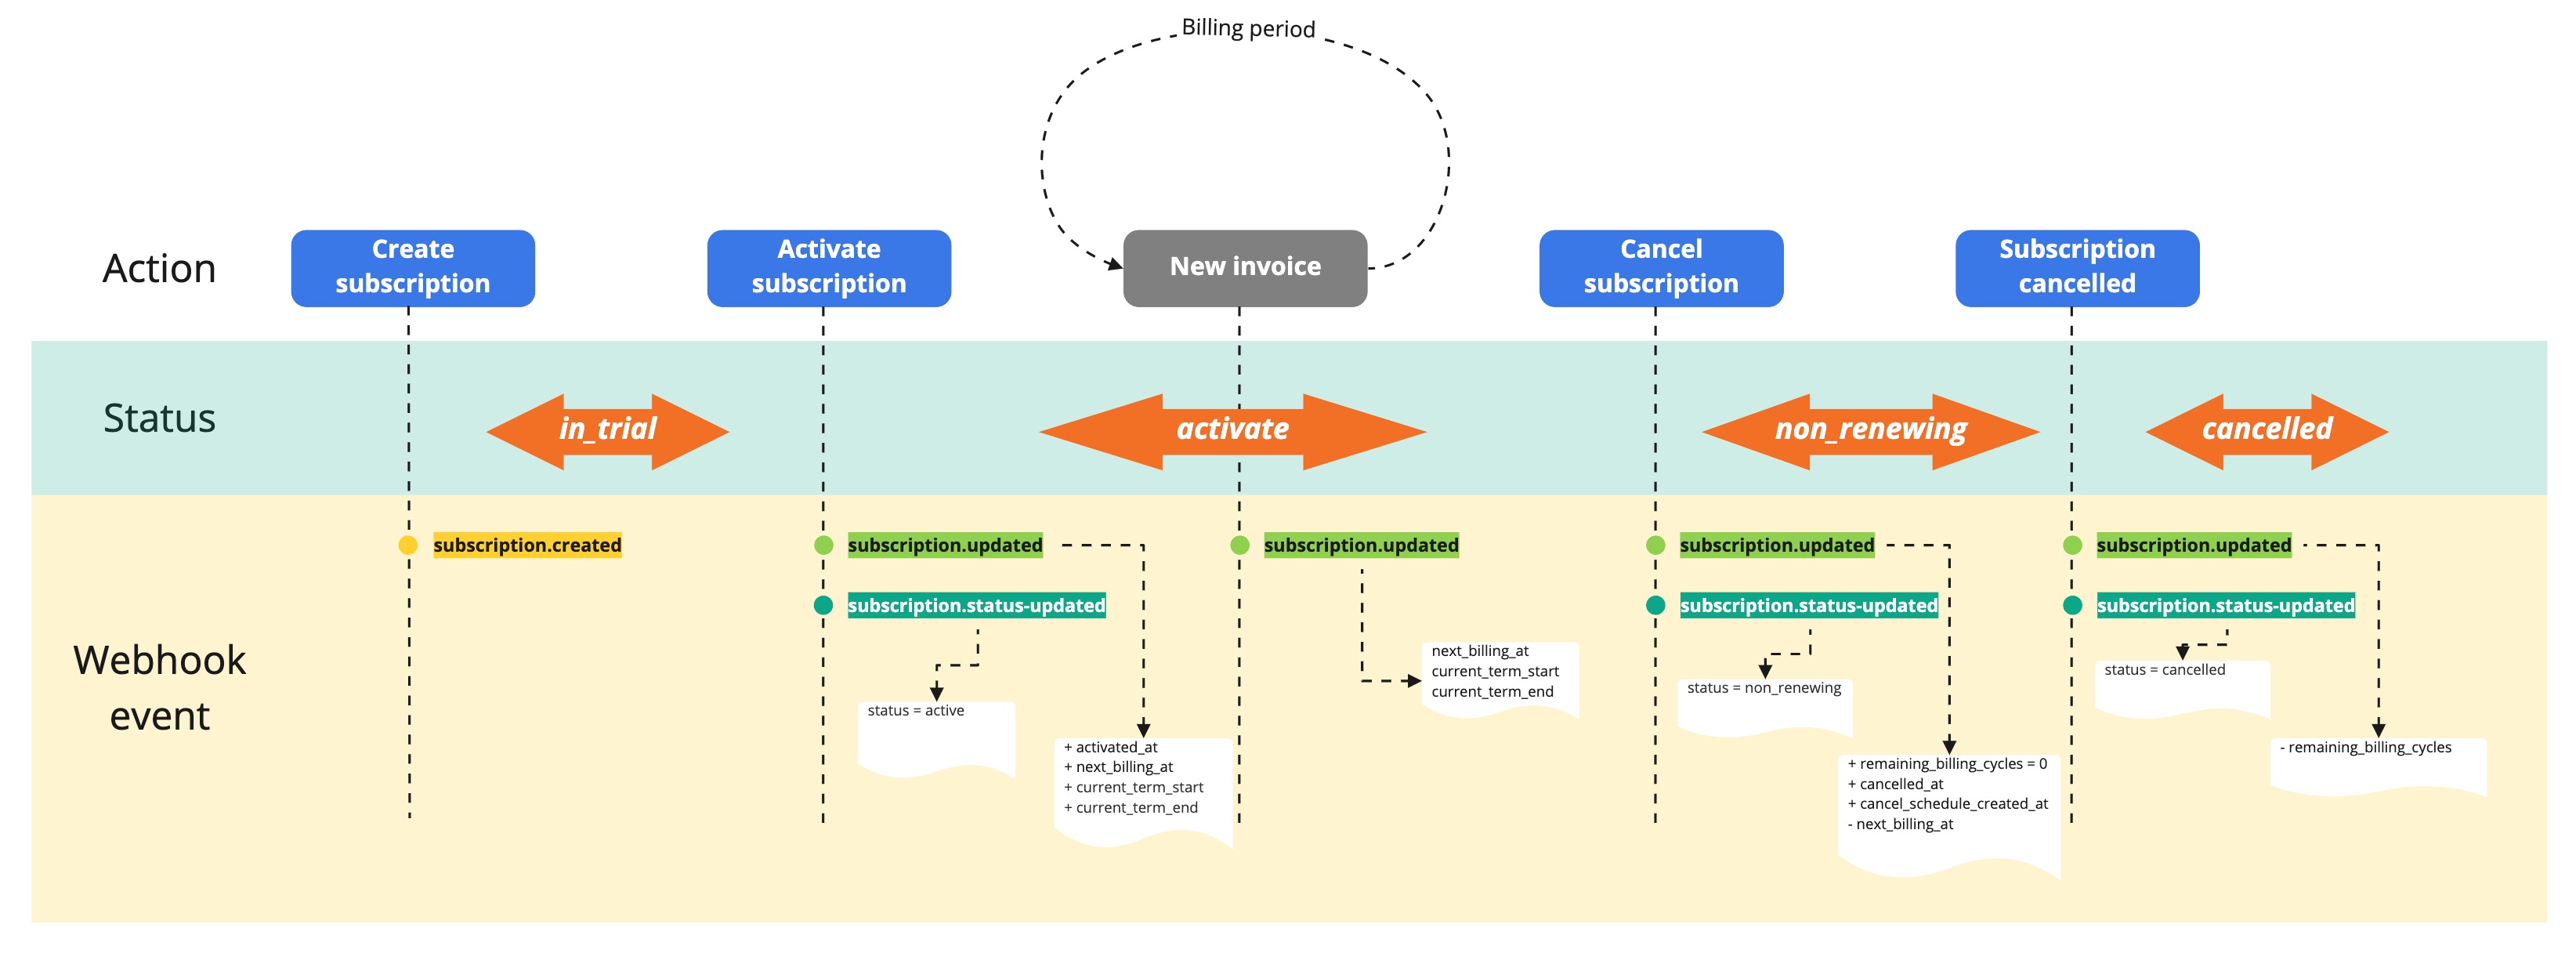 Billing period
Action
Create
subscription
Activate
subscription
New invoice
Cancel
subscription
Subscription
cancelled
Status
in_trial
activate
non_renewing
cancelled
Webhook
event
subscription.created
subscription.updated
subscription.status-updated
status = active
+ activated_at
+ next_billing_at
+ current_term_start
+ current_term_end
subscription.updated
next_billing_at
current_term_start
current_term_end
subscription.updated
subscription.status-updated
status = non_renewing
+ remaining_billing_cycles = 0
+ cancelled_at
+ cancel_schedule_created_at
- next_billing_at
subscription.updated
subscription.status-updated
status = cancelled
- remaining_billing_cycles